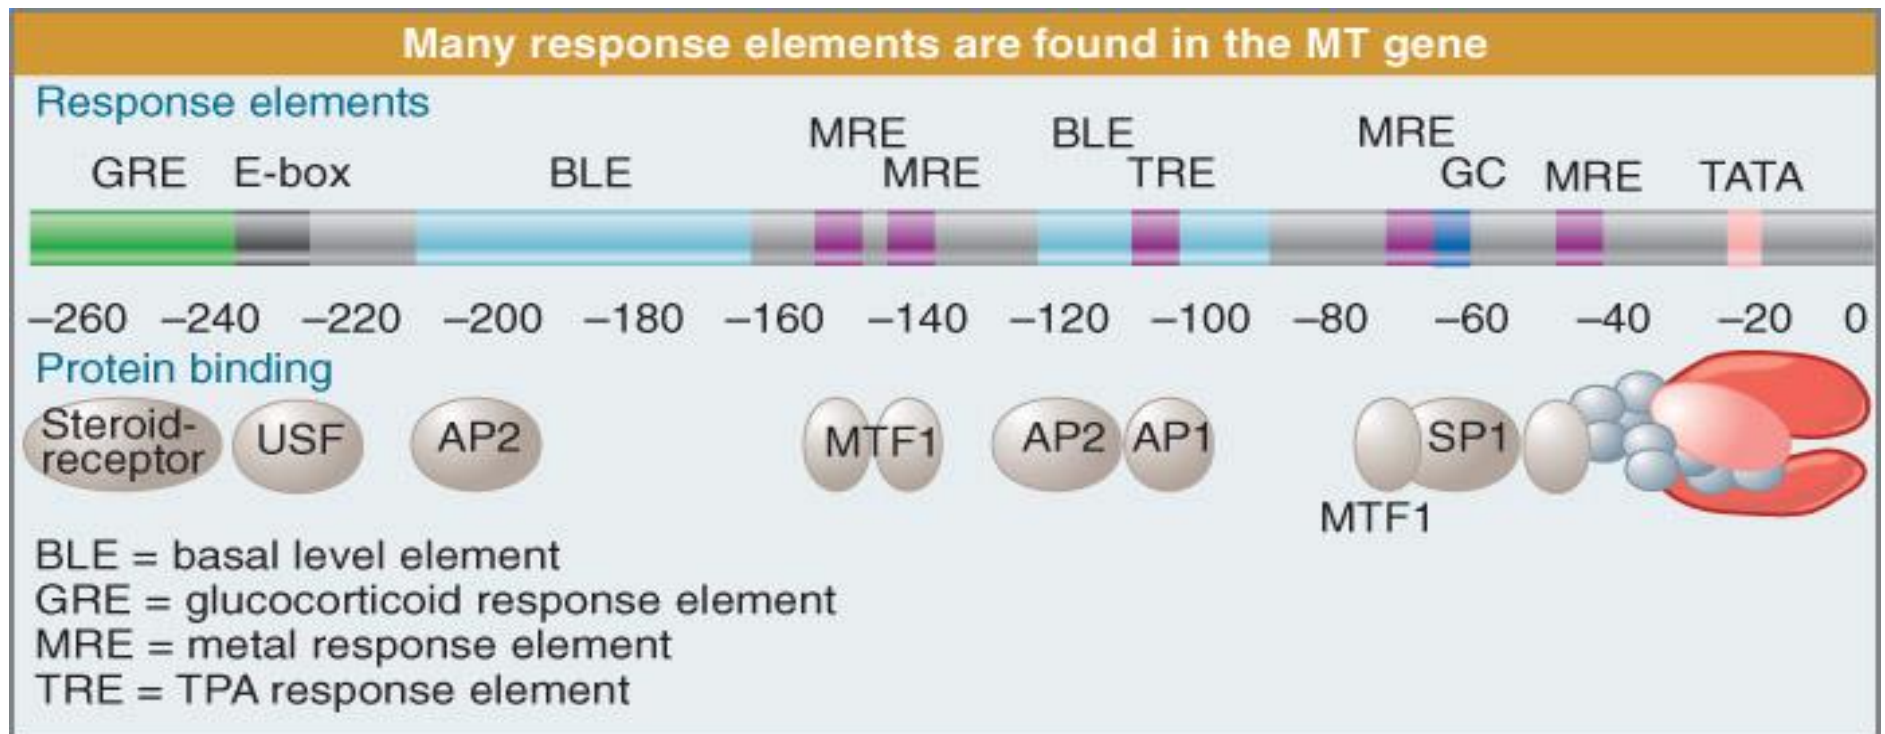 Many response elements are found in the MT gene
Response elements
MRE BLE MRE
GRE E-box BLE MRE TRE GC MRE TATA
–260 –240 –220 –200 –180 –160 –140 –120 –100 –80 –60 –40 –20 0
Protein binding
Steroid-
receptor
USF
AP2
MTF1
AP2
AP1
SP1
MTF1
BLE = basal level element
GRE = glucocorticoid response element
MRE = metal response element
TRE = TPA response element